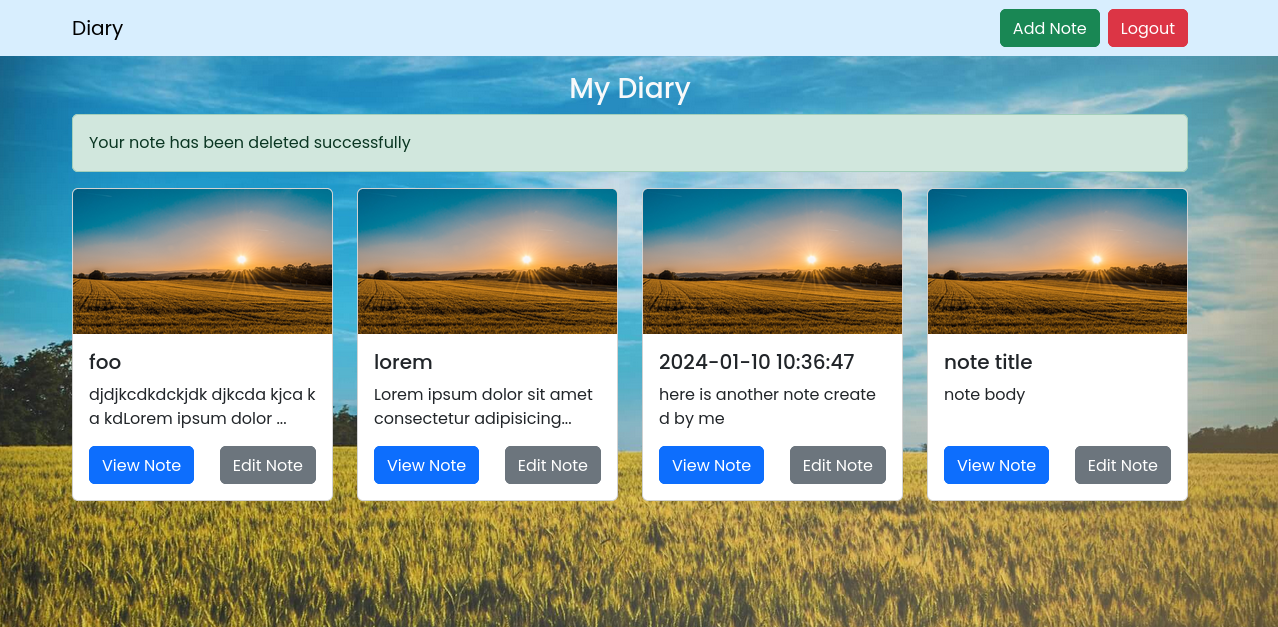 Diary
Add Note
Logout
My Diary
Your note has been deleted successfully
foo
djdjkcdkdckjdk djkcda kjca k
a kdLorem ipsum dolor ...
View Note
Edit Note
lorem
Lorem ipsum dolor sit amet
consectetur adipisicing...
View Note
Edit Note
2024-01-10 10:36:47
here is another note create
d by me
View Note
Edit Note
note title
note body
View Note
Edit Note